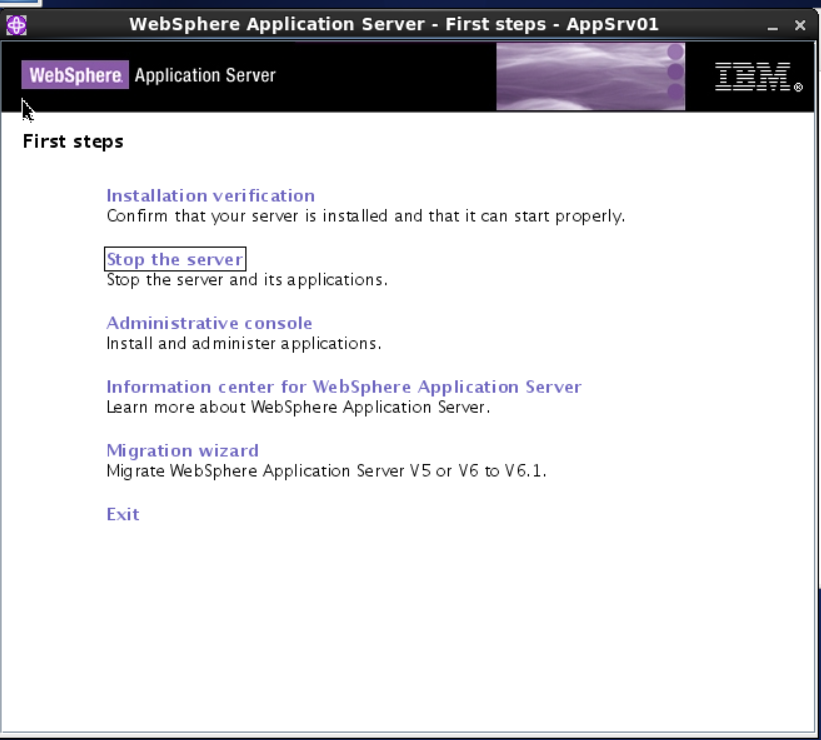 WebSphere Application Server - First steps - AppSrv01
WebSphere. Application Server
IBM®
First steps
Installation verification
Confirm that your server is installed and that it can start properly.
Stop the server
Stop the server and its applications.
Administrative console
Install and administer applications.
Information center for WebSphere Application Server
Learn more about WebSphere Application Server.
Migration wizard
Migrate WebSphere Application Server V5 or V6 to V6.1.
Exit